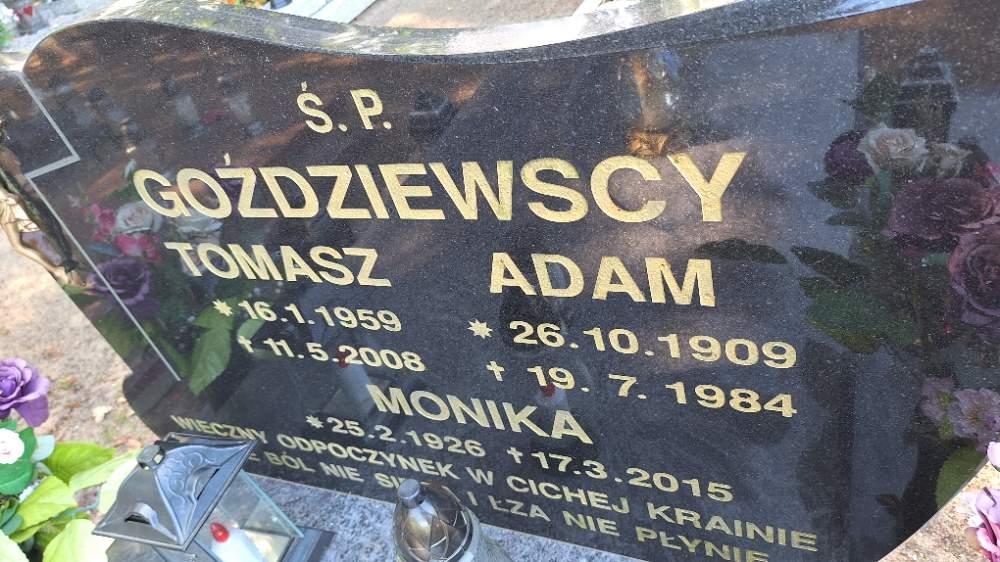 Ś. P.
GOŹDZIEWSCY
TOMASZ ADAM
* 16.1.1959 * 26.10.1909
† 11.5.2008 † 19. 7. 1984
MONIKA
* 25.2.1926 † 17.3.2015
WIECZNY ODPOCZYNEK W CICHEJ KRAINIE
BÓL NIE I ŁZA NIE PŁYNIE